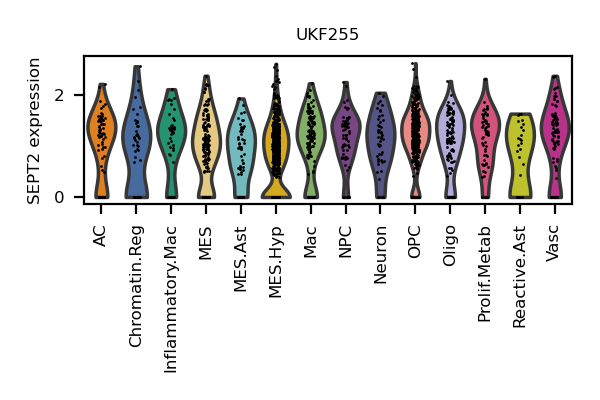 UKF255
SEPT2 expression
2
0
AC
Chromatin.Reg
Inflammatory.Mac
MES
MES.Ast
MES.Hyp
Mac
NPC
Neuron
OPC
Oligo
Prolif.Metab
Reactive.Ast
Vasc